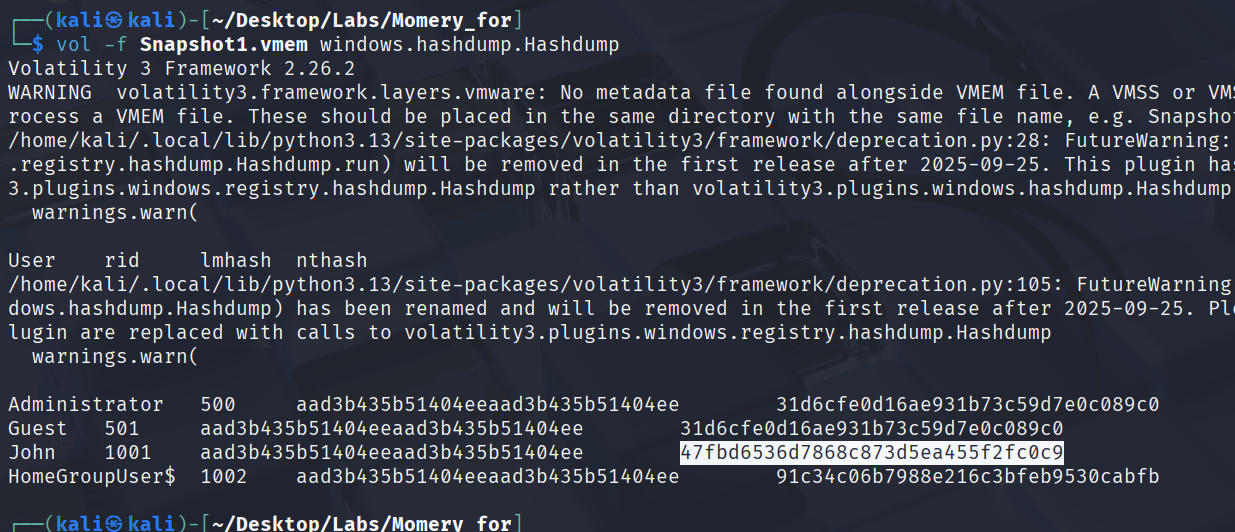 ┌──(kali㉿kali)-[~/Desktop/Labs/Momery_for]
└─$ vol -f Snapshot1.vmem windows.hashdump.Hashdump
Volatility 3 Framework 2.26.2
WARNING  volatility3.framework.layers.vmware: No metadata file found alongside VMEM file. A VMSS or VMS
rocess a VMEM file. These should be placed in the same directory with the same file name, e.g. Snapshot
/home/kali/.local/lib/python3.13/site-packages/volatility3/framework/deprecation.py:28: FutureWarning:
.registry.hashdump.Hashdump.run) will be removed in the first release after 2025-09-25. This plugin has
3.plugins.windows.registry.hashdump.Hashdump rather than volatility3.plugins.windows.hashdump.Hashdump
  warnings.warn(
User    rid     lmhash  nthash
/home/kali/.local/lib/python3.13/site-packages/volatility3/framework/deprecation.py:105: FutureWarning
dows.hashdump.Hashdump) has been renamed and will be removed in the first release after 2025-09-25. Ple
lugin are replaced with calls to volatility3.plugins.windows.registry.hashdump.Hashdump
  warnings.warn(
Administrator   500     aad3b435b51404eeaad3b435b51404ee        31d6cfe0d16ae931b73c59d7e0c089c0
Guest   501     aad3b435b51404eeaad3b435b51404ee        31d6cfe0d16ae931b73c59d7e0c089c0
John    1001    aad3b435b51404eeaad3b435b51404ee        47fbd6536d7868c873d5ea455f2fc0c9
HomeGroupUser$  1002    aad3b435b51404eeaad3b435b51404ee        91c34c06b7988e216c3bfeb9530cabfb
┌──(kali㉿kali)-[~/Desktop/Labs/Momery_for]